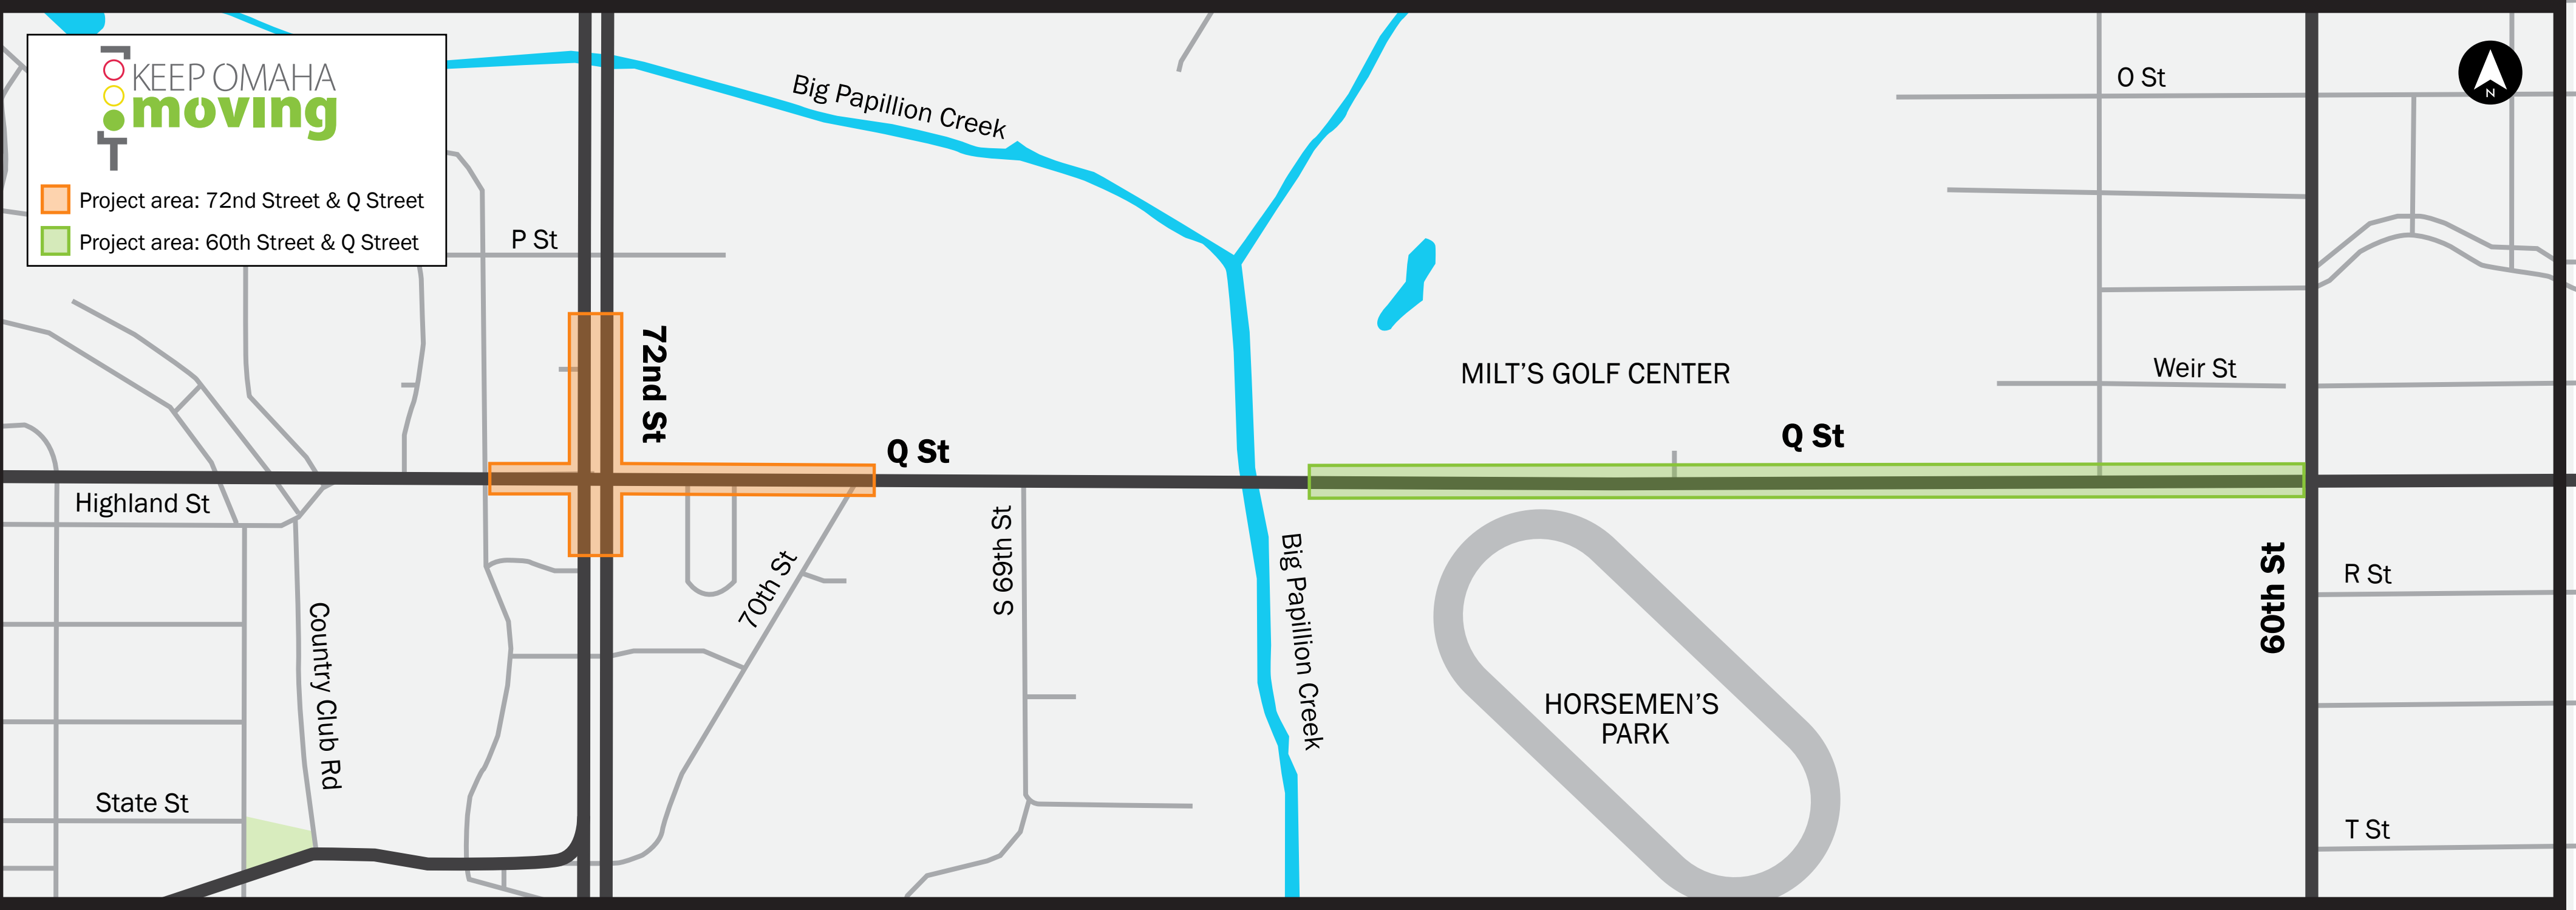 KEEP OMAHA
moving
Project area: 72nd Street & Q Street
Project area: 60th Street & Q Street
Big Papillion Creek
O St
N
P St
72nd St
MILT'S GOLF CENTER
Weir St
Q St
Q St
Highland St
S 69th St
70th St
Big Papillion Creek
60th St
R St
Country Club Rd
HORSEMEN'S
PARK
State St
T St